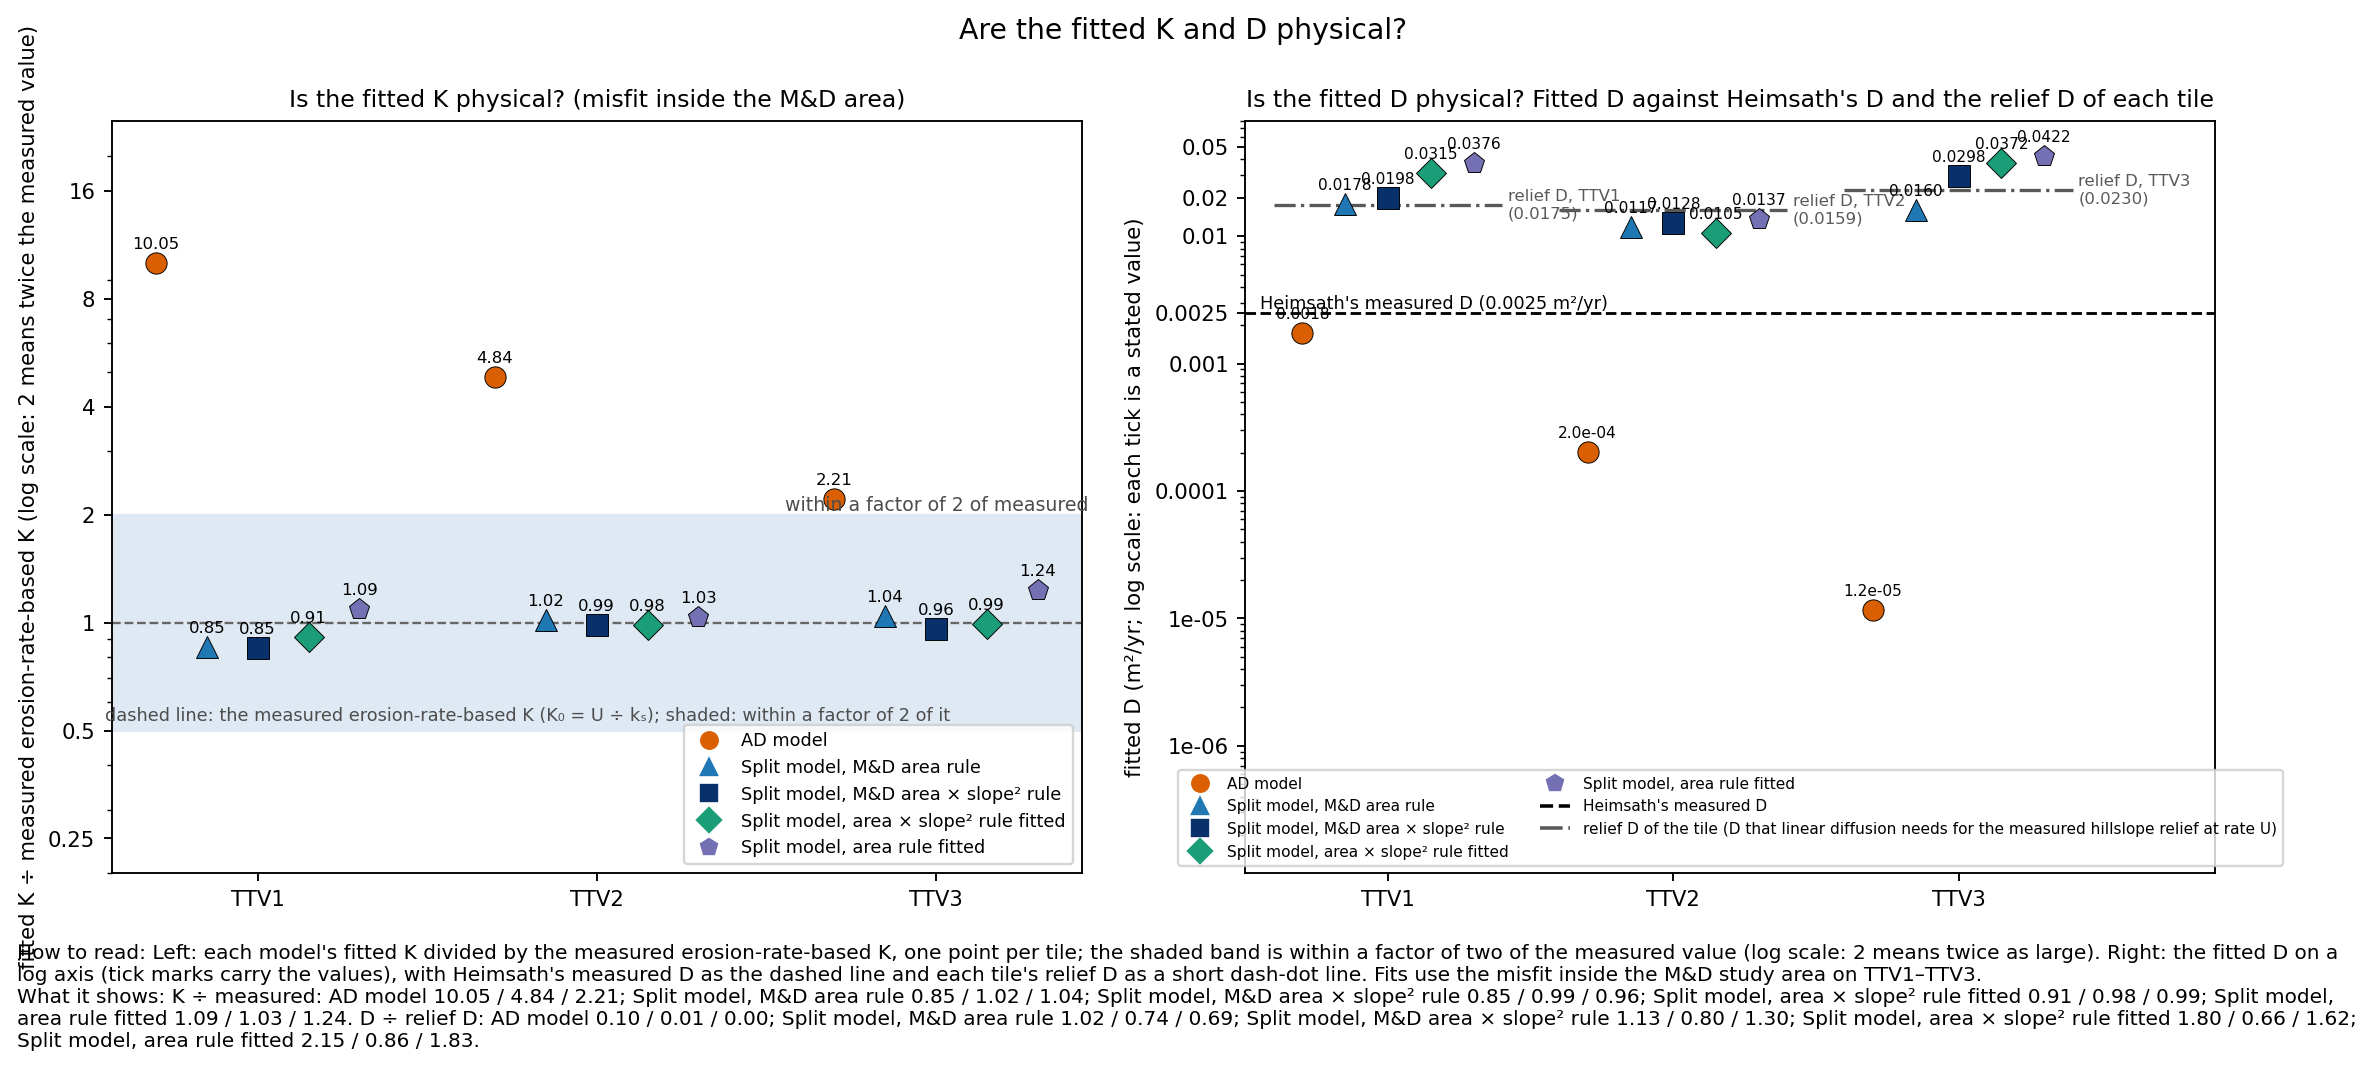 Are the fitted K and D physical?
Is the fitted K physical? (misfit inside the M&D area)
fitted K ÷ measured erosion-rate-based K (log scale: 2 means twice the measured value)
16
8
4
2
1
0.5
0.25
10.05
4.84
2.21
within a factor of 2 of measured
0.85
0.85
0.91
1.09
1.02
0.99
0.98
1.03
1.04
0.96
0.99
1.24
dashed line: the measured erosion-rate-based K (K₀ = U ÷ kₛ); shaded: within a factor of 2 of it
AD model
Split model, M&D area rule
Split model, M&D area × slope² rule
Split model, area × slope² rule fitted
Split model, area rule fitted
TTV1
TTV2
TTV3
Is the fitted D physical? Fitted D against Heimsath's D and the relief D of each tile
fitted D (m²/yr; log scale: each tick is a stated value)
0.05
0.02
0.01
0.0025
0.001
0.0001
1e-05
1e-06
0.0178
0.0198
0.0315
0.0376
relief D, TTV1
(0.0175)
0.0117
0.0128
0.0105
0.0137
relief D, TTV2
(0.0159)
0.0160
0.0298
0.0372
0.0422
relief D, TTV3
(0.0230)
Heimsath's measured D (0.0025 m²/yr)
0.0018
2.0e-04
1.2e-05
AD model
Split model, M&D area rule
Split model, M&D area × slope² rule
Split model, area × slope² rule fitted
Split model, area rule fitted
Heimsath's measured D
relief D of the tile (D that linear diffusion needs for the measured hillslope relief at rate U)
TTV1
TTV2
TTV3
How to read: Left: each model's fitted K divided by the measured erosion-rate-based K, one point per tile; the shaded band is within a factor of two of the measured value (log scale: 2 means twice as large). Right: the fitted D on a
log axis (tick marks carry the values), with Heimsath's measured D as the dashed line and each tile's relief D as a short dash-dot line. Fits use the misfit inside the M&D study area on TTV1–TTV3.
What it shows: K ÷ measured: AD model 10.05 / 4.84 / 2.21; Split model, M&D area rule 0.85 / 1.02 / 1.04; Split model, M&D area × slope² rule 0.85 / 0.99 / 0.96; Split model, area × slope² rule fitted 0.91 / 0.98 / 0.99; Split model,
area rule fitted 1.09 / 1.03 / 1.24. D ÷ relief D: AD model 0.10 / 0.01 / 0.00; Split model, M&D area rule 1.02 / 0.74 / 0.69; Split model, M&D area × slope² rule 1.13 / 0.80 / 1.30; Split model, area × slope² rule fitted 1.80 / 0.66 / 1.62;
Split model, area rule fitted 2.15 / 0.86 / 1.83.